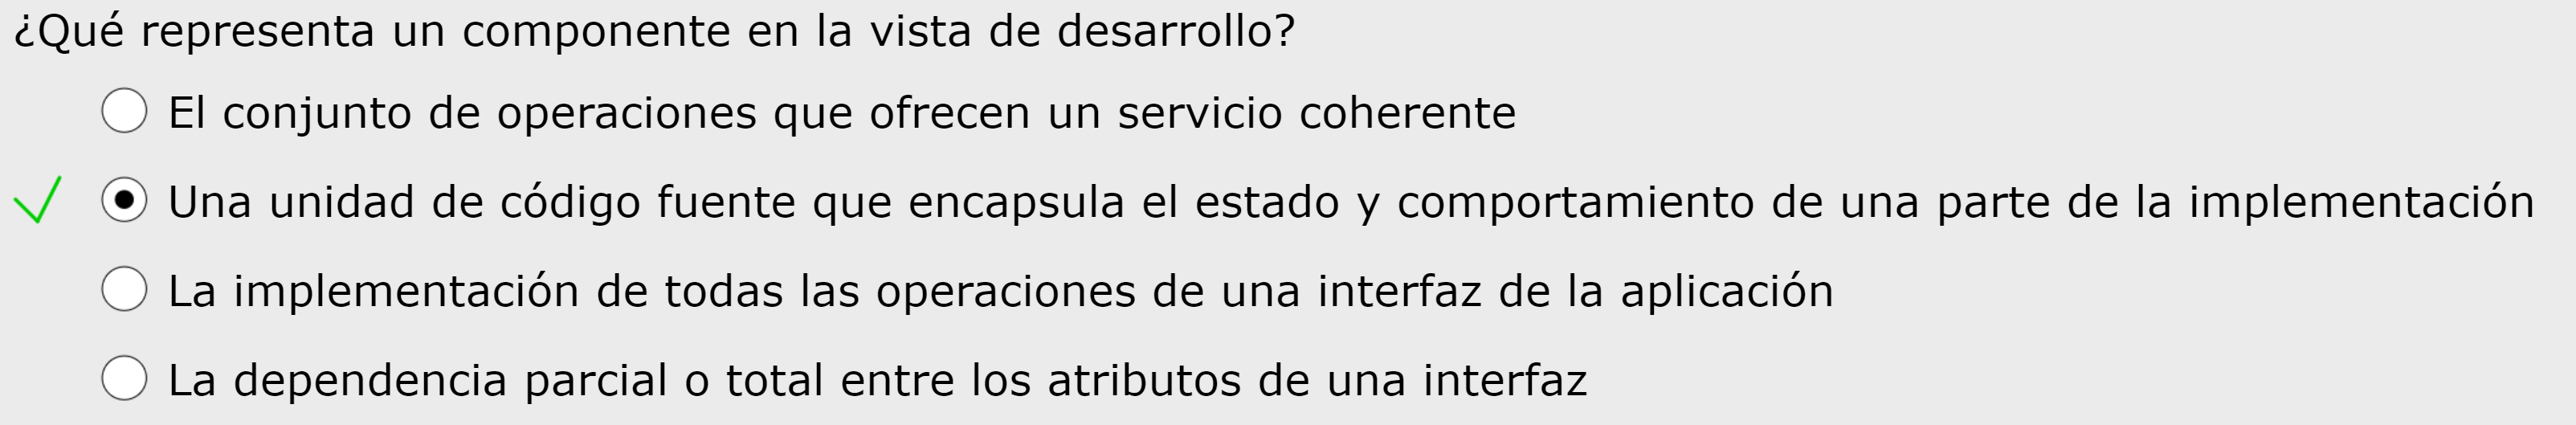 ¿Qué representa un componente en la vista de desarrollo?
El conjunto de operaciones que ofrecen un servicio coherente
Una unidad de código fuente que encapsula el estado y comportamiento de una parte de la implementación
La implementación de todas las operaciones de una interfaz de la aplicación
La dependencia parcial o total entre los atributos de una interfaz